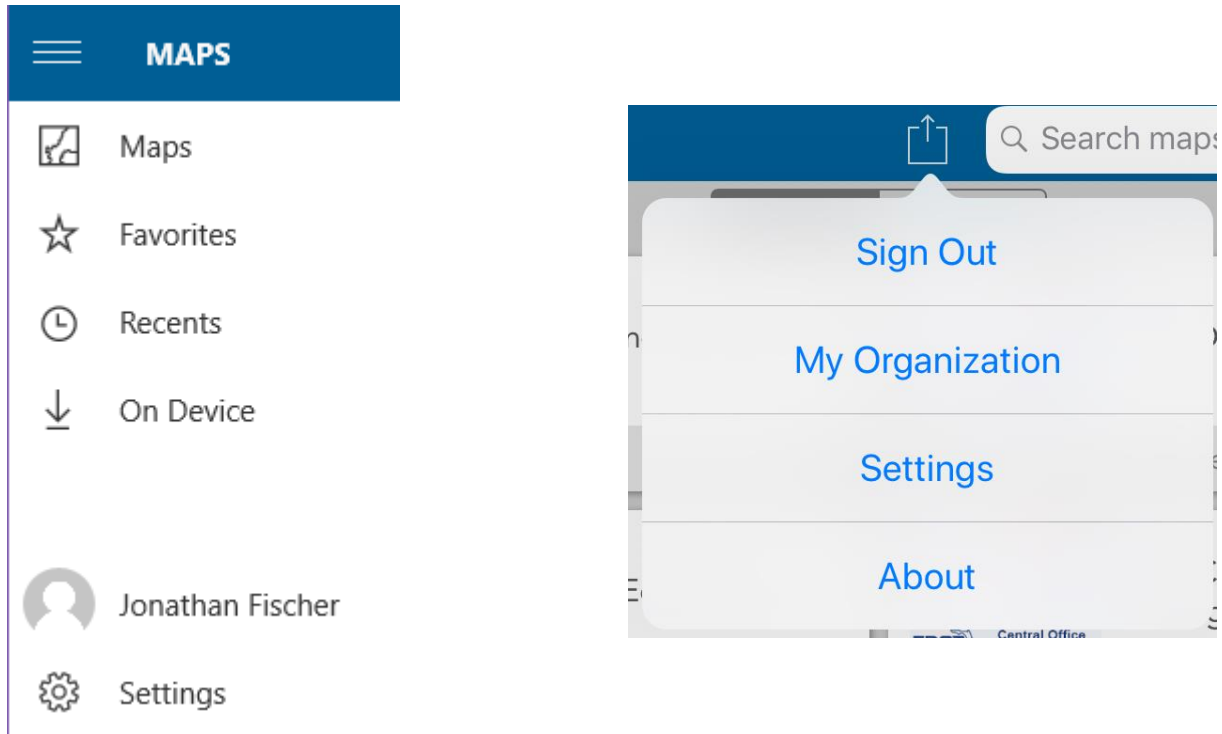 MAPS
Maps
Favorites
Recents
On Device
Jonathan Fischer
Settings
Search maps
Sign Out
My Organization
Settings
About
Central Office